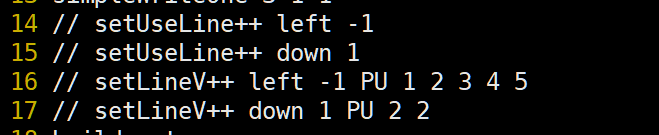 14 // setUseLine++ left -1
15 // setUseLine++ down 1
16 // setLineV++ left -1 PU 1 2 3 4 5
17 // setLineV++ down 1 PU 2 2